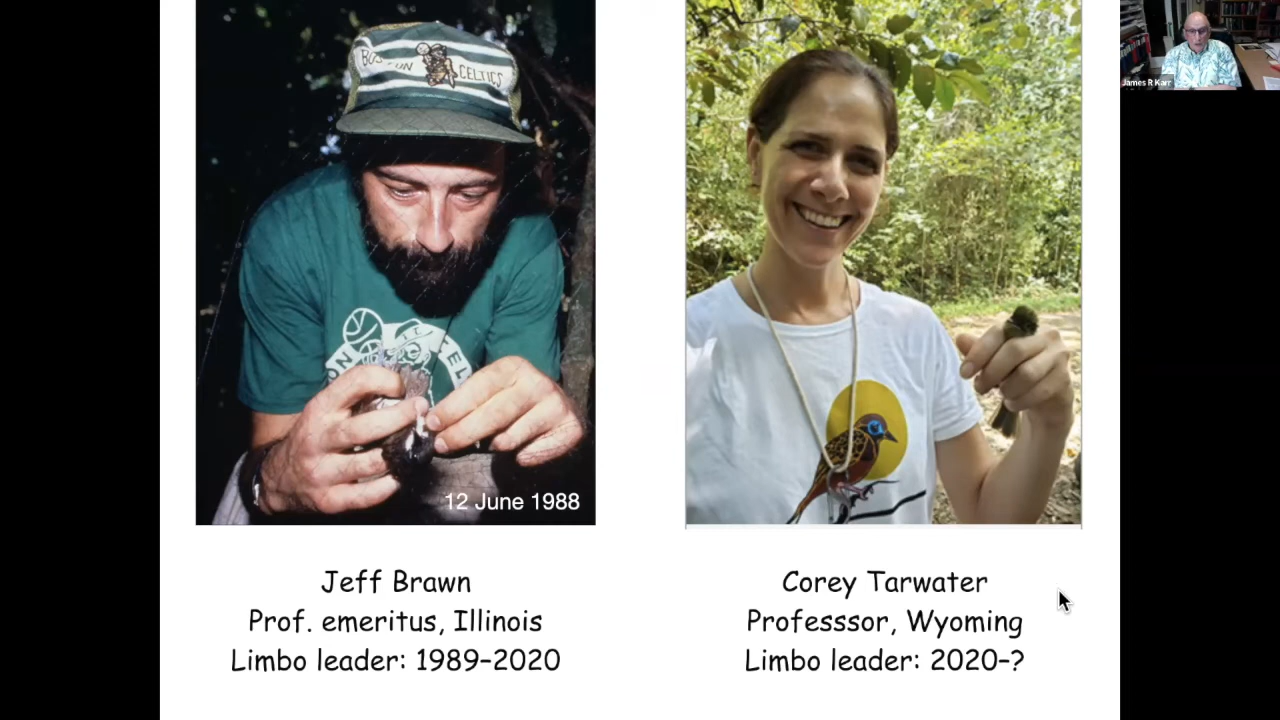 BOSTON CELTICS
12 June 1988
James R Karr
Jeff Brawn
Prof. emeritus, Illinois
Limbo leader: 1989–2020
Corey Tarwater
Professsor, Wyoming
Limbo leader: 2020–?